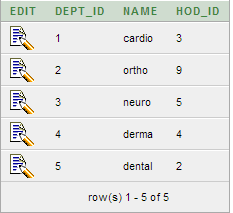 EDIT DEPT_ID NAME HOD_ID
1 cardio 3
2 ortho 9
3 neuro 5
4 derma 4
5 dental 2
row(s) 1 - 5 of 5